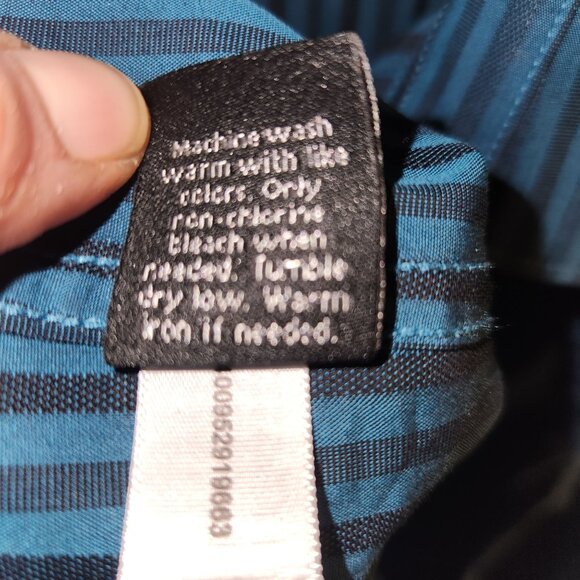 Machine wash
warm with like
colors. Only
non-chlorine
bleach when
needed. Tumble
dry low. Warm
iron if needed.
00952919663